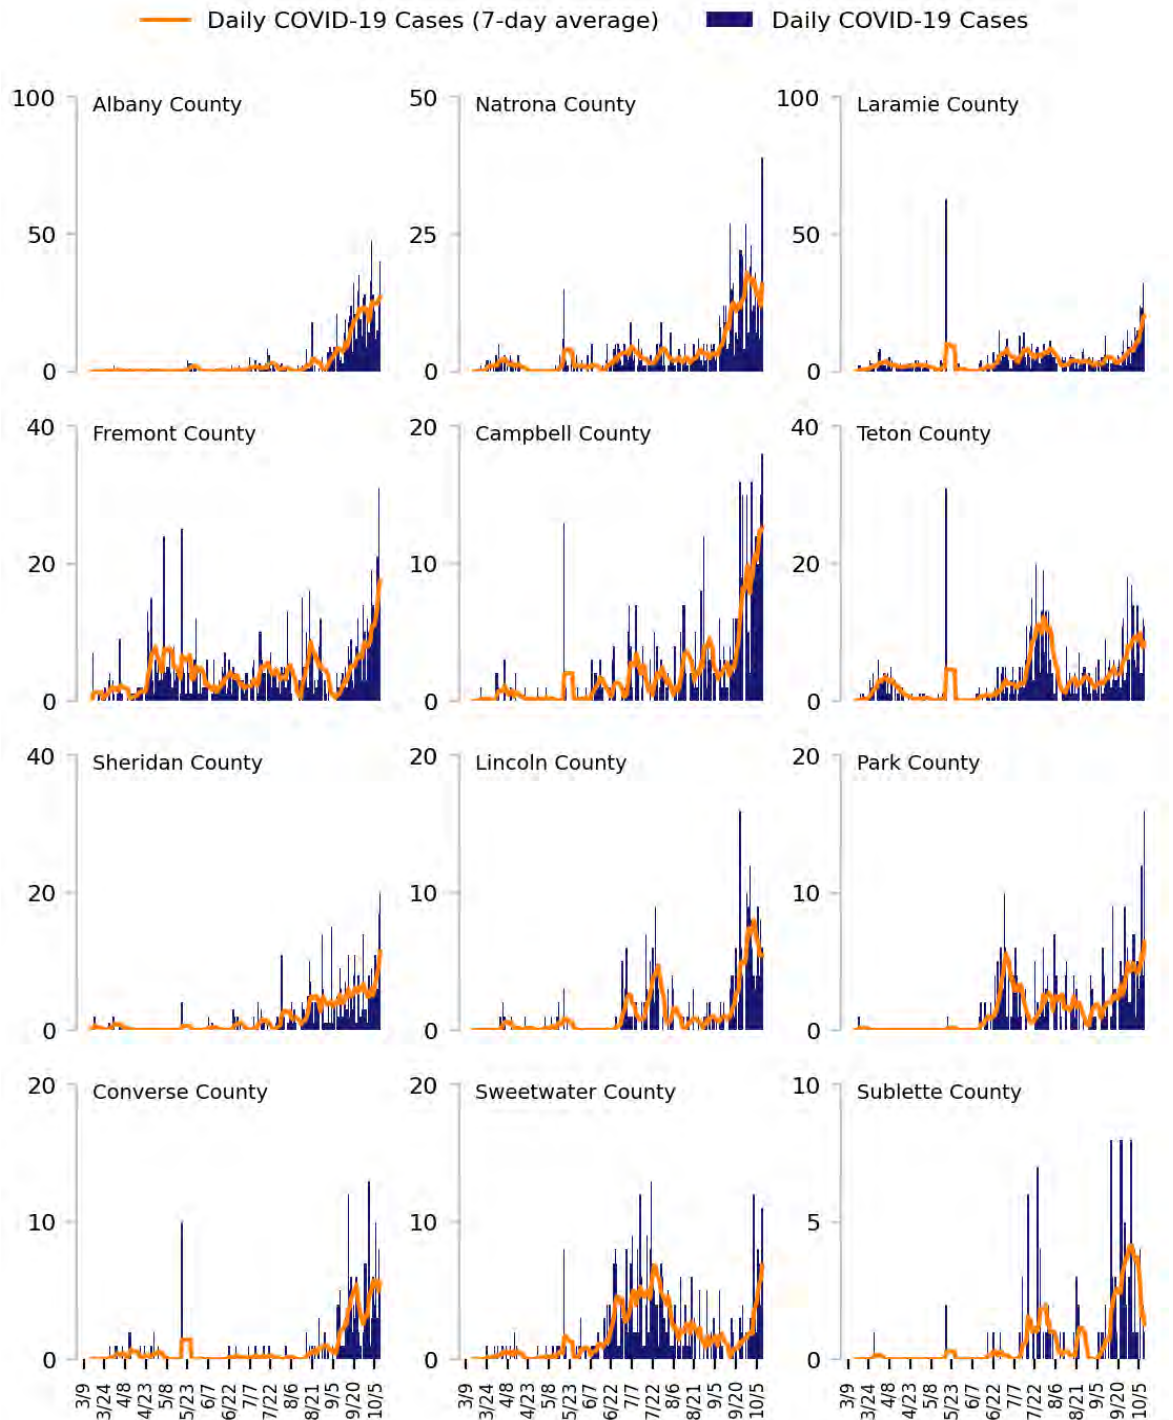 Daily COVID-19 Cases (7-day average) Daily COVID-19 Cases
100 Albany County 50 Natrona County 100 Laramie County
50 25 50
0 0 0
40 Fremont County 20 Campbell County 40 Teton County
20 10 20
0 0 0
40 Sheridan County 20 Lincoln County 20 Park County
20 10 10
0 0 0
20 Converse County 20 Sweetwater County 10 Sublette County
10 10 5
0 0 0
3/9 3/24 4/8 4/23 5/8 5/23 6/7 6/22 7/7 7/22 8/6 8/21 9/5 9/20 10/5 3/9 3/24 4/8 4/23 5/8 5/23 6/7 6/22 7/7 7/22 8/6 8/21 9/5 9/20 10/5 3/9 3/24 4/8 4/23 5/8 5/23 6/7 6/22 7/7 7/22 8/6 8/21 9/5 9/20 10/5